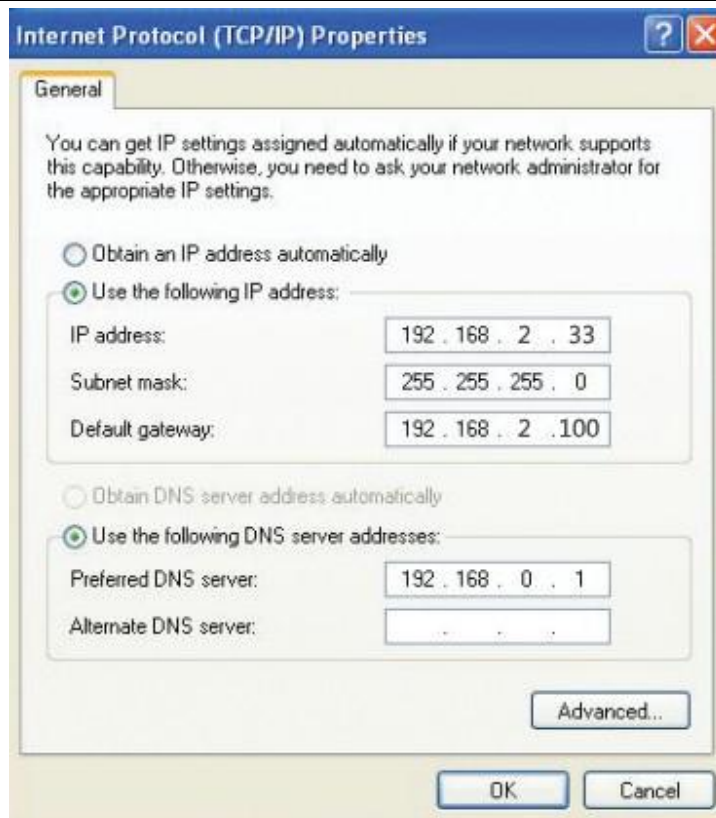 Internet Protocol (TCP/IP) Properties
General
You can get IP settings assigned automatically if your network supports
this capability. Otherwise, you need to ask your network administrator for
the appropriate IP settings.
Obtain an IP address automatically
Use the following IP address:
IP address: 192 . 168 . 2 . 33
Subnet mask: 255 . 255 . 255 . 0
Default gateway: 192 . 168 . 2 .100
Obtain DNS server address automatically
Use the following DNS server addresses:
Preferred DNS server: 192 . 168 . 0 . 1
Alternate DNS server: . . .
Advanced...
OK Cancel